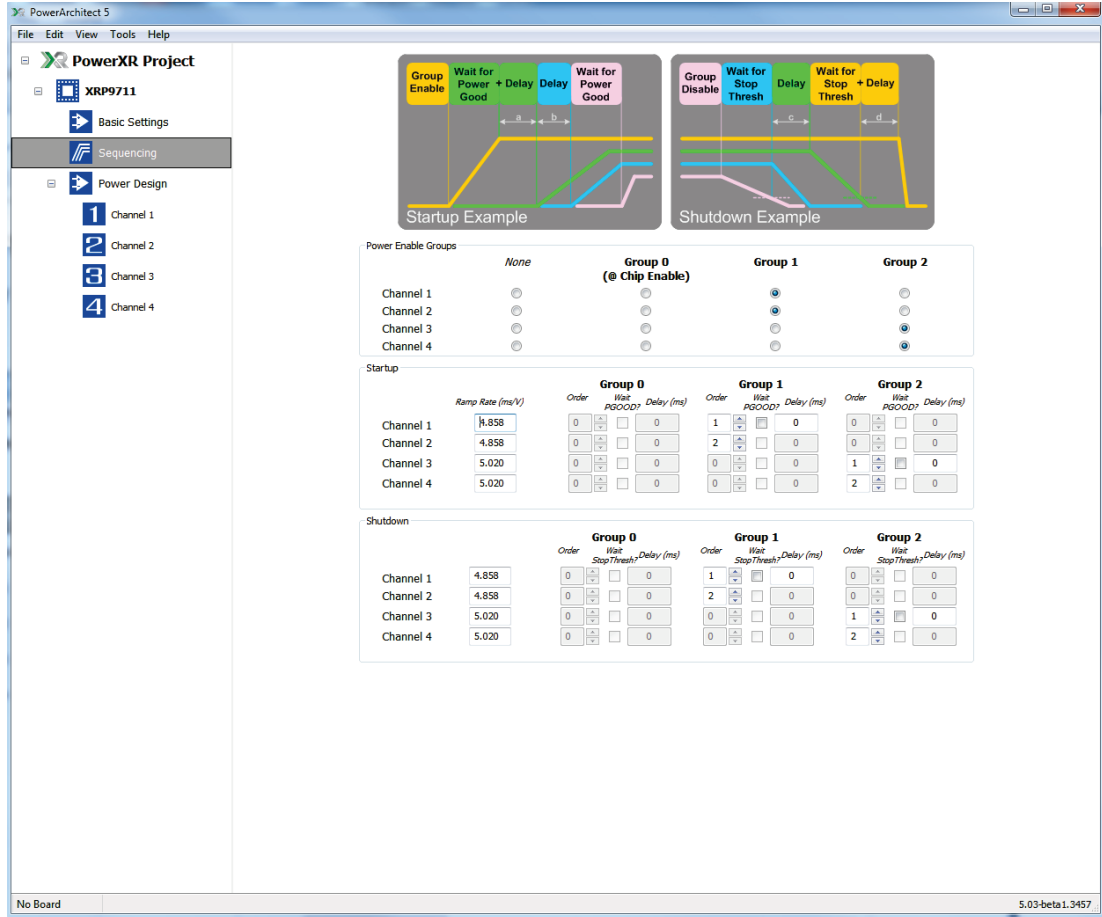 PowerArchitect 5
File Edit View Tools Help
PowerXR Project
XRP9711
Basic Settings
Sequencing
Power Design
1 Channel 1
2 Channel 2
3 Channel 3
4 Channel 4
Group Enable
Wait for Power Good + Delay
Delay
Wait for Power Good
a b
Startup Example
Group Disable
Wait for Stop Thresh
Delay
Wait for Stop Thresh + Delay
c d
Shutdown Example
Power Enable Groups
None Group 0 Group 1 Group 2
(@ Chip Enable)
Channel 1
Channel 2
Channel 3
Channel 4
Startup
Group 0 Group 1 Group 2
Ramp Rate (ms/V) Order Wait PGOOD? Delay (ms) Order Wait PGOOD? Delay (ms) Order Wait PGOOD? Delay (ms)
Channel 1 4.858 0 0 1 0 0 0
Channel 2 4.858 0 0 2 0 0 0
Channel 3 5.020 0 0 0 0 1 0
Channel 4 5.020 0 0 0 0 2 0
Shutdown
Group 0 Group 1 Group 2
Order Wait StopThresh? Delay (ms) Order Wait StopThresh? Delay (ms) Order Wait StopThresh? Delay (ms)
Channel 1 4.858 0 0 1 0 0 0
Channel 2 4.858 0 0 2 0 0 0
Channel 3 5.020 0 0 0 0 1 0
Channel 4 5.020 0 0 0 0 2 0
No Board 5.03-beta1.3457